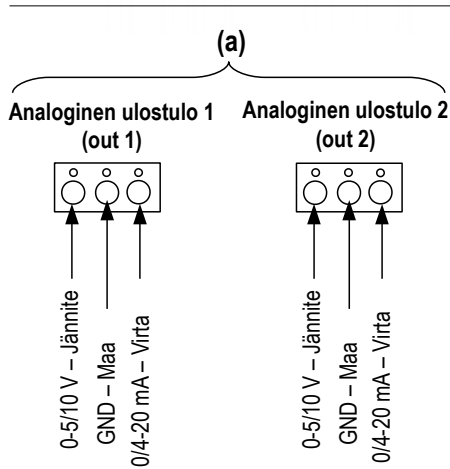 (a)
Analoginen ulostulo 1
(out 1)
Analoginen ulostulo 2
(out 2)
0-5/10 V – Jännite
GND – Maa
0/4-20 mA – Virta
0-5/10 V – Jännite
GND – Maa
0/4-20 mA – Virta